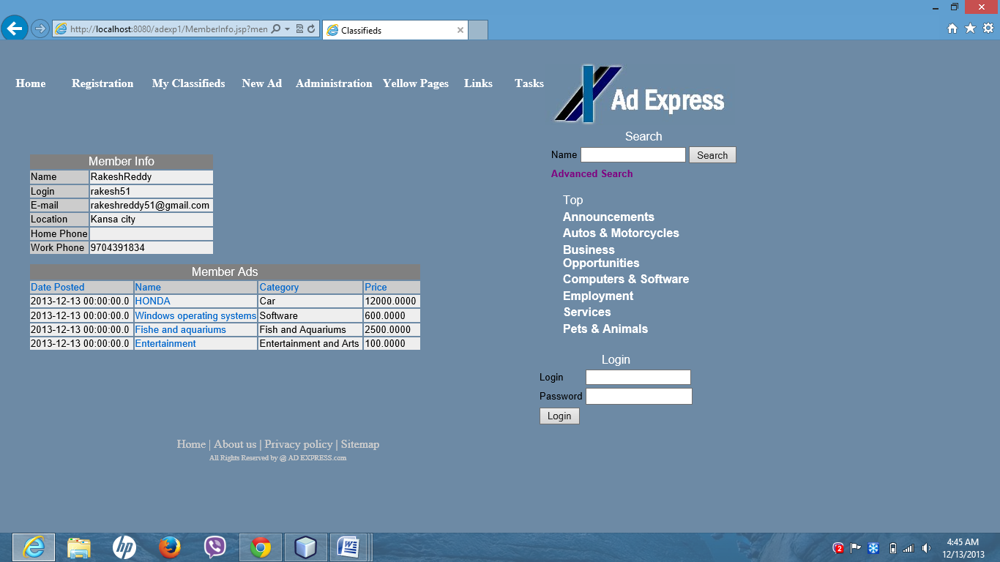 http://localhost:8080/adexp1/MemberInfo.jsp?mem
Classifieds
Home Registration My Classifieds New Ad Administration Yellow Pages Links Tasks
Ad Express
Member Info
Name RakeshReddy
Login rakesh51
E-mail rakeshreddy51@gmail.com
Location Kansa city
Home Phone
Work Phone 9704391834
Member Ads
Date Posted Name Category Price
2013-12-13 00:00:00.0 HONDA Car 12000.0000
2013-12-13 00:00:00.0 Windows operating systems Software 600.0000
2013-12-13 00:00:00.0 Fishe and aquariums Fish and Aquariums 2500.0000
2013-12-13 00:00:00.0 Entertainment Entertainment and Arts 100.0000
Search
Name Search
Advanced Search
Top
Announcements
Autos & Motorcycles
Business
Opportunities
Computers & Software
Employment
Services
Pets & Animals
Login
Login
Password
Login
Home | About us | Privacy policy | Sitemap
All Rights Reserved by @ AD EXPRESS.com
hp
2
4:45 AM
12/13/2013